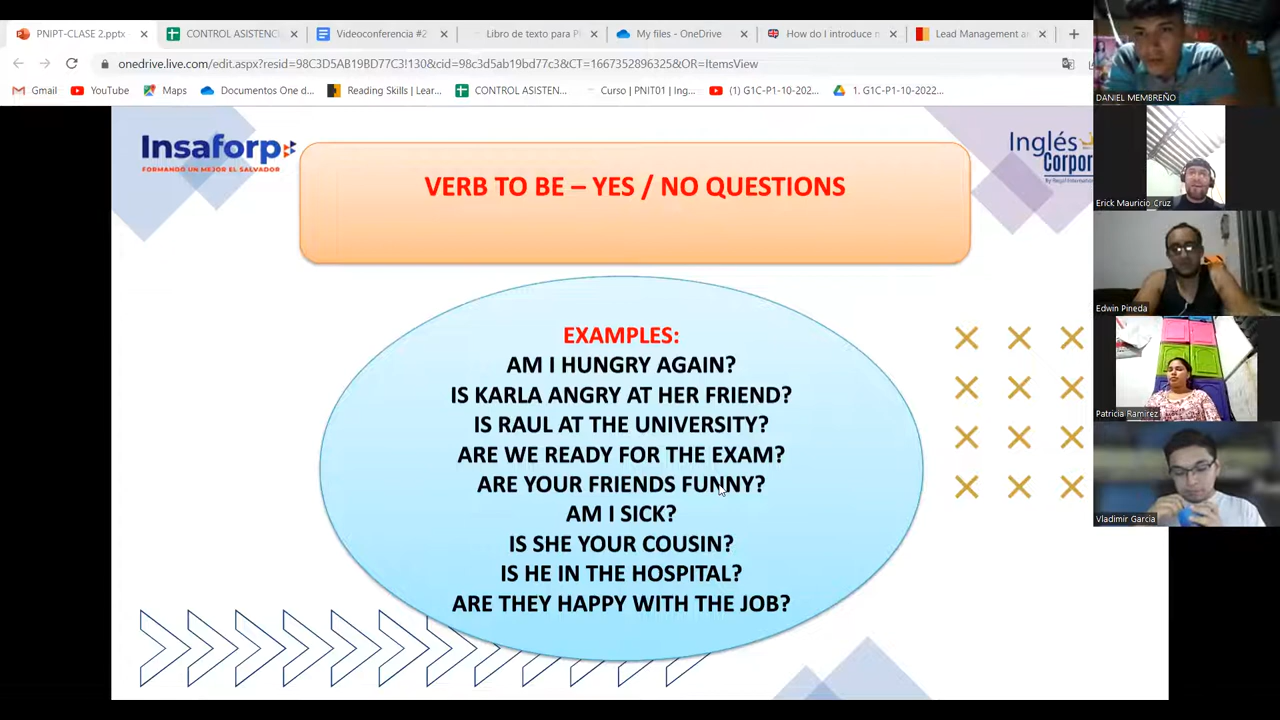 PNIPT-CLASE 2.pptx
CONTROL ASISTENC
Videoconferencia #2
Libro de texto para Pl
My files - OneDrive
How do I introduce n
Lead Management an
onedrive.live.com/edit.aspx?resid=98C3D5AB19BD77C3!130&cid=98c3d5ab19bd77c3&CT=1667352896325&OR=ItemsView
Gmail
YouTube
Maps
Documentos One d...
Reading Skills | Lear...
CONTROL ASISTEN...
Curso | PNIT01 | Ing...
(1) G1C-P1-10-202...
1. G1C-P1-10-2022...
Insaforp
FORMANDO UN MEJOR EL SALVADOR
Inglés
Corpor
VERB TO BE – YES / NO QUESTIONS
EXAMPLES:
AM I HUNGRY AGAIN?
IS KARLA ANGRY AT HER FRIEND?
IS RAUL AT THE UNIVERSITY?
ARE WE READY FOR THE EXAM?
ARE YOUR FRIENDS FUNNY?
AM I SICK?
IS SHE YOUR COUSIN?
IS HE IN THE HOSPITAL?
ARE THEY HAPPY WITH THE JOB?
DANIEL MEMBREÑO
Erick Mauricio Cruz
Edwin Pineda
Patricia Ramirez
Vladimir Garcia